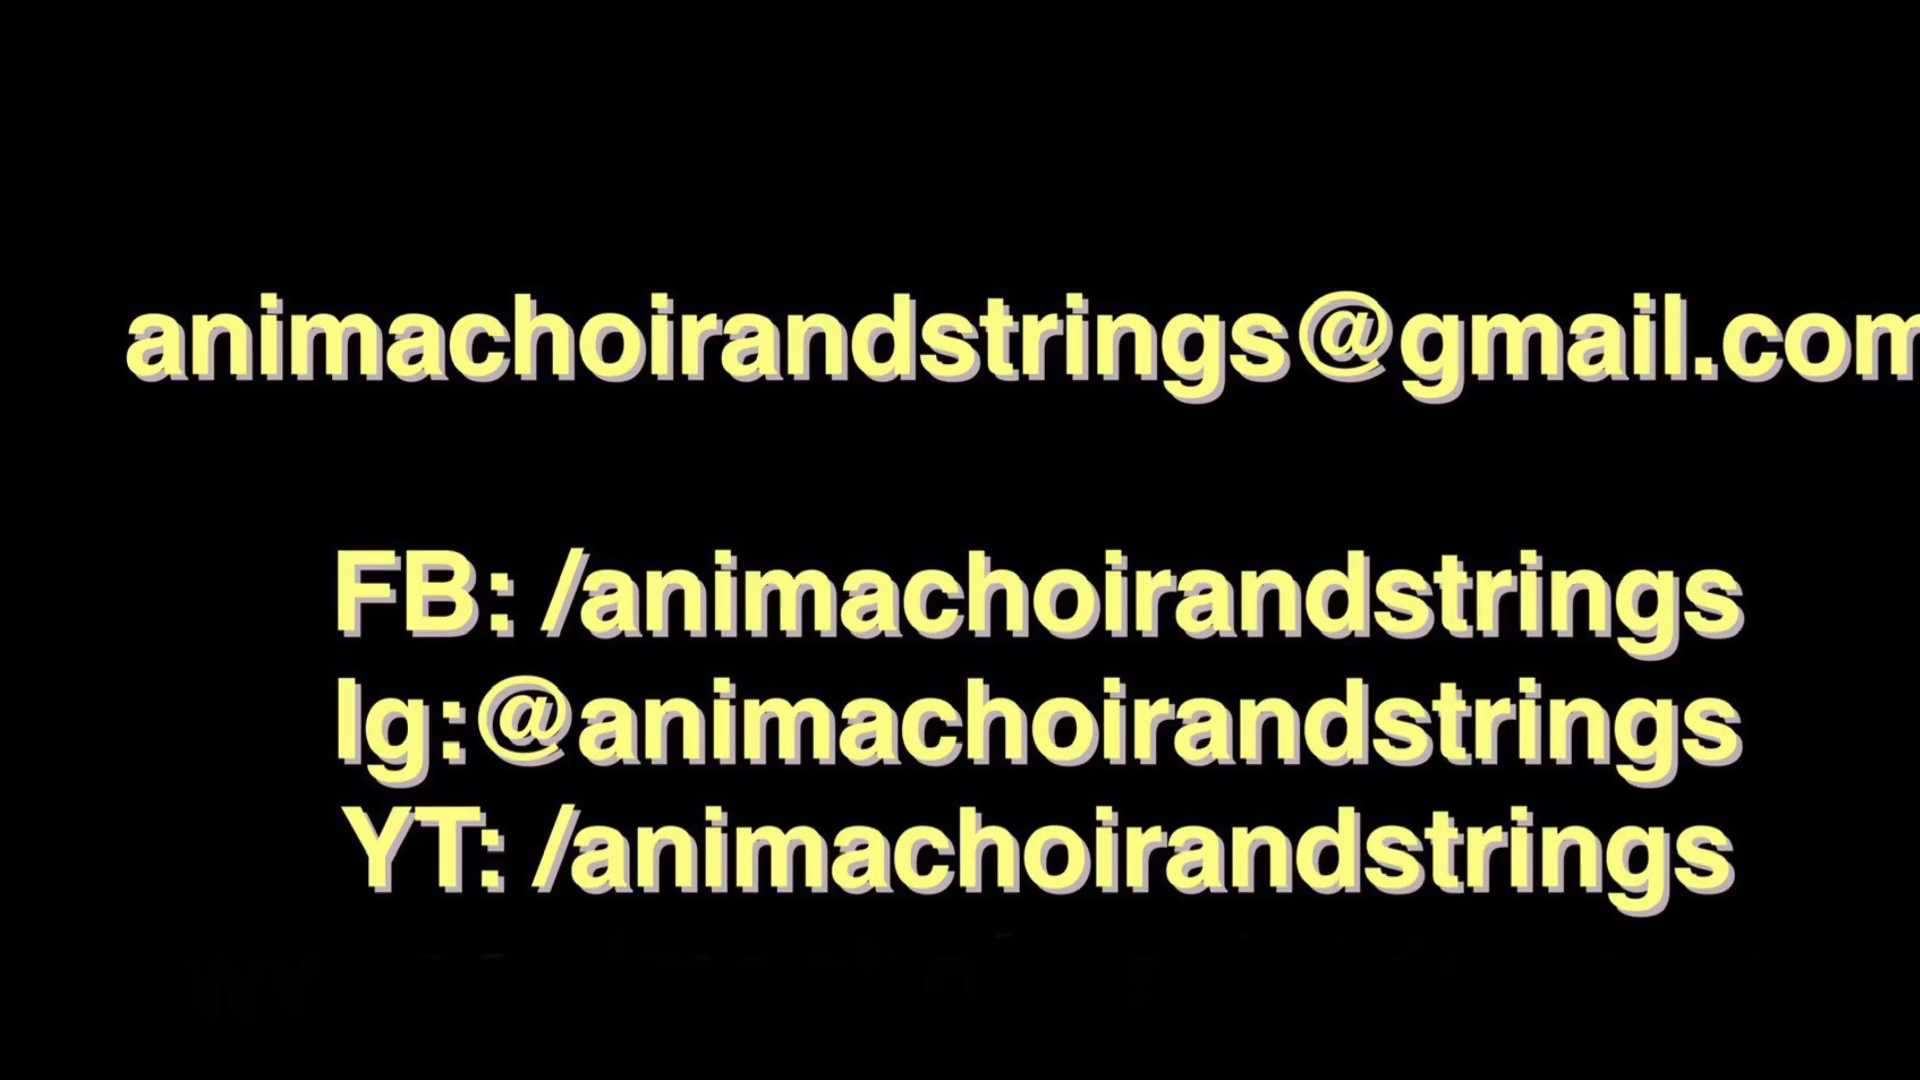 animachoirandstrings@gmail.com
FB: /animachoirandstrings
Ig:@animachoirandstrings
YT: /animachoirandstrings